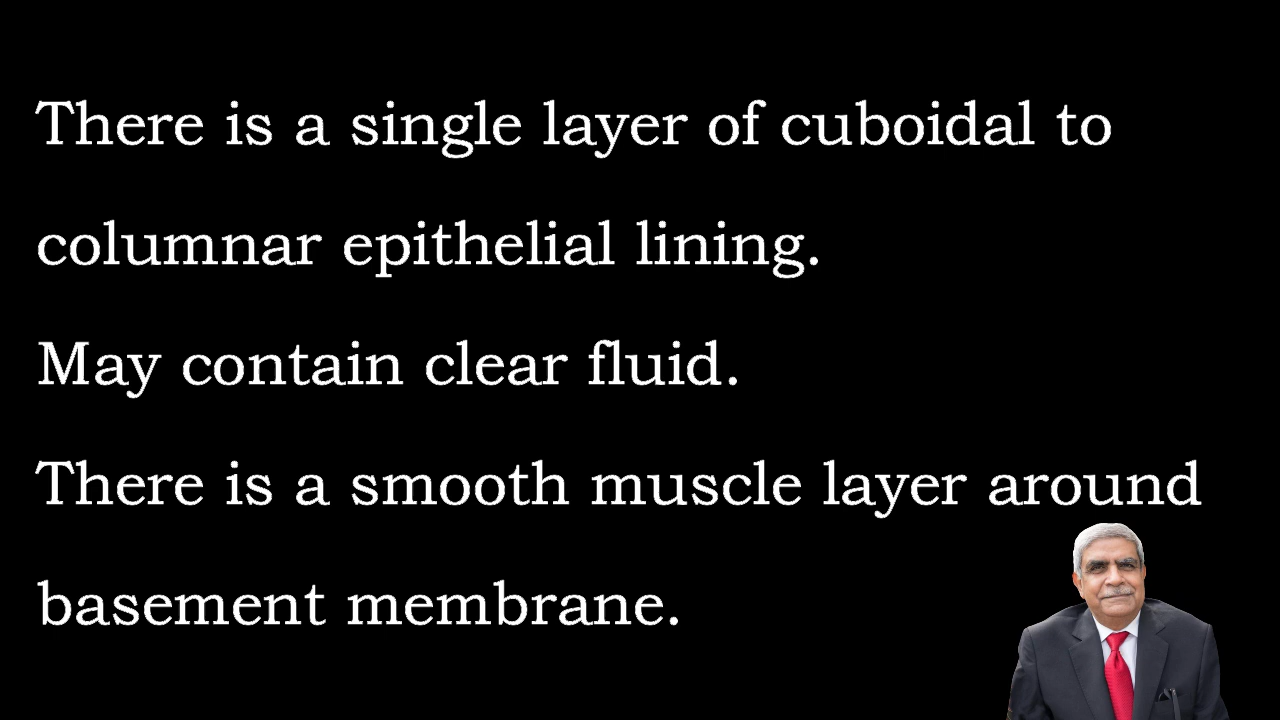 There is a single layer of cuboidal to
columnar epithelial lining.
May contain clear fluid.
There is a smooth muscle layer around
basement membrane.